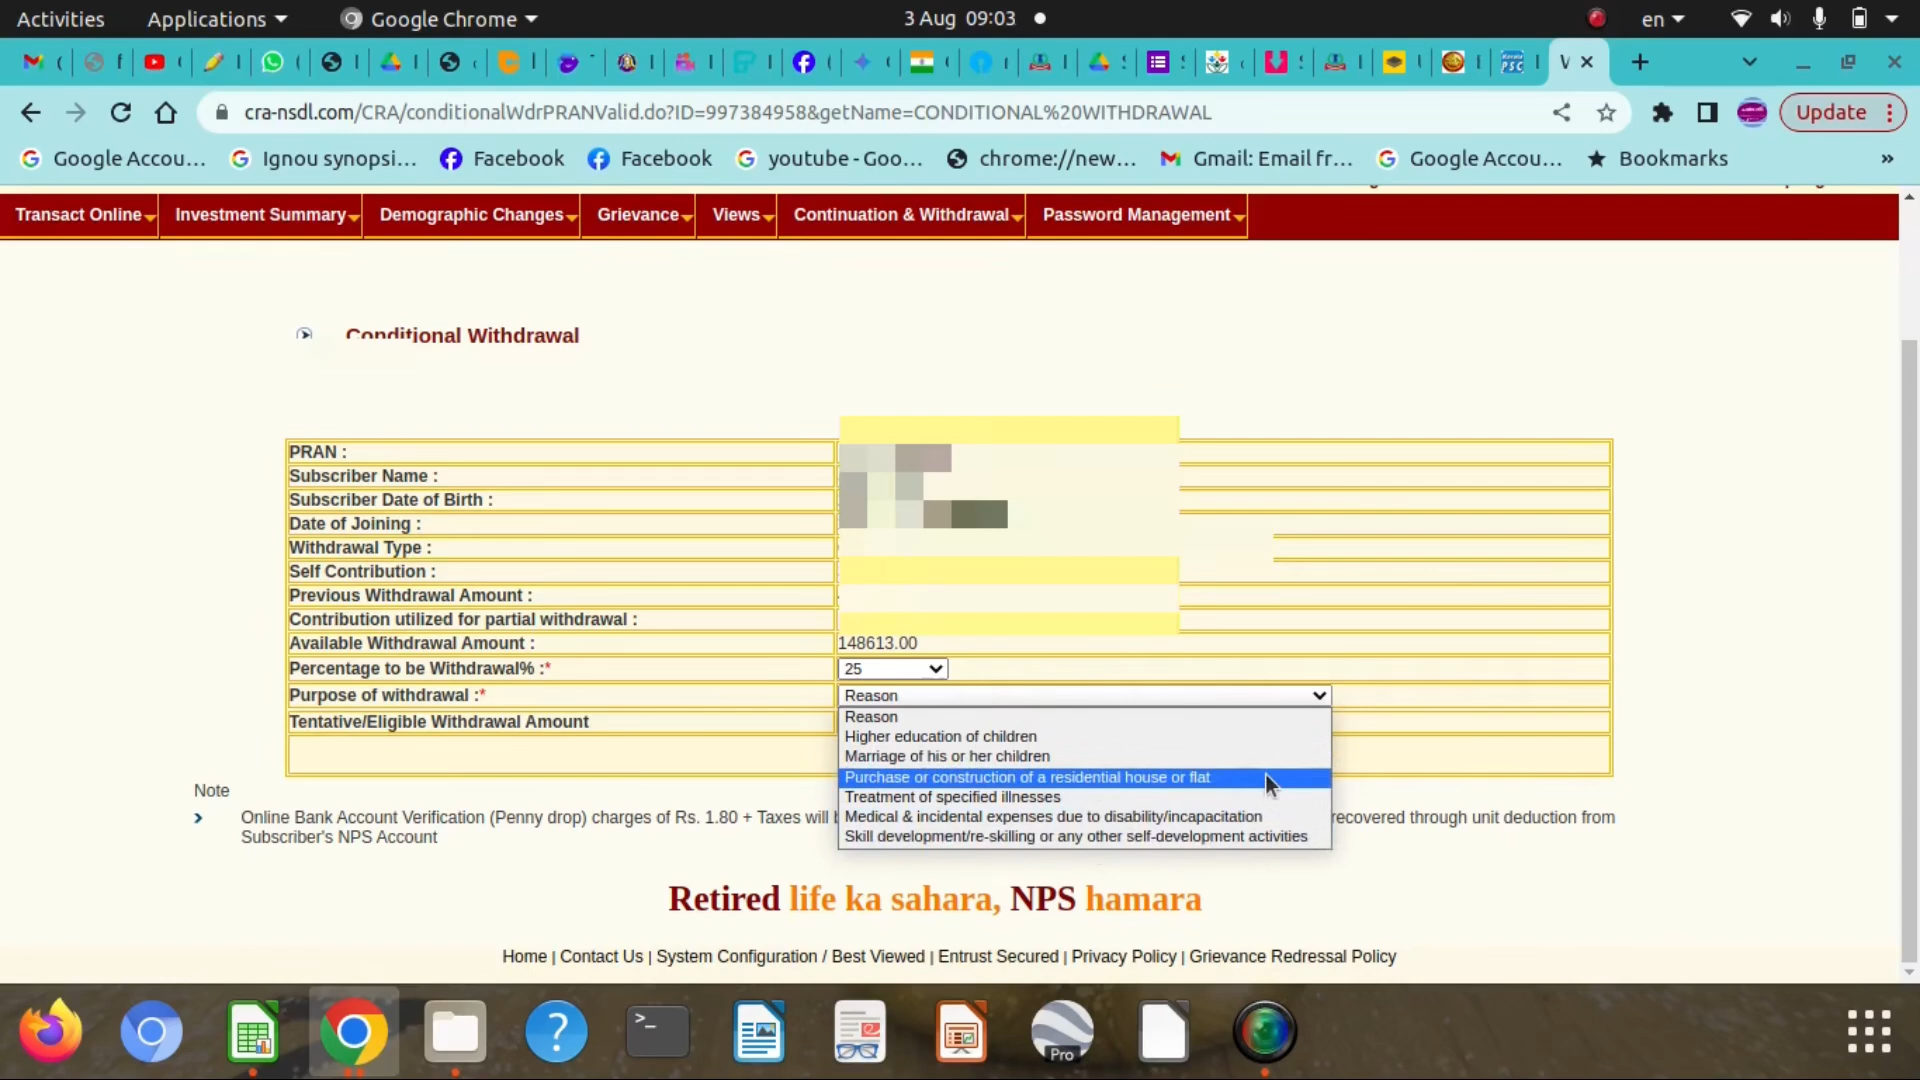 Activities Applications Google Chrome 3 Aug 09:03 en
cra-nsdl.com/CRA/conditionalWdrPRANValid.do?ID=997384958&getName=CONDITIONAL%20WITHDRAWAL Update
Google Accou... Ignou synopsi... Facebook Facebook youtube - Goo... chrome://new... Gmail: Email fr... Google Accou... Bookmarks »
Transact Online Investment Summary Demographic Changes Grievance Views Continuation & Withdrawal Password Management
Conditional Withdrawal
PRAN :
Subscriber Name :
Subscriber Date of Birth :
Date of Joining :
Withdrawal Type :
Self Contribution :
Previous Withdrawal Amount :
Contribution utilized for partial withdrawal :
Available Withdrawal Amount : 148613.00
Percentage to be Withdrawal% :* 25
Purpose of withdrawal :* Reason
Tentative/Eligible Withdrawal Amount
Reason
Higher education of children
Marriage of his or her children
Purchase or construction of a residential house or flat
Treatment of specified illnesses
Medical & incidental expenses due to disability/incapacitation
Skill development/re-skilling or any other self-development activities
Note
Online Bank Account Verification (Penny drop) charges of Rs. 1.80 + Taxes will recovered through unit deduction from
Subscriber's NPS Account
Retired life ka sahara, NPS hamara
Home | Contact Us | System Configuration / Best Viewed | Entrust Secured | Privacy Policy | Grievance Redressal Policy
Pro